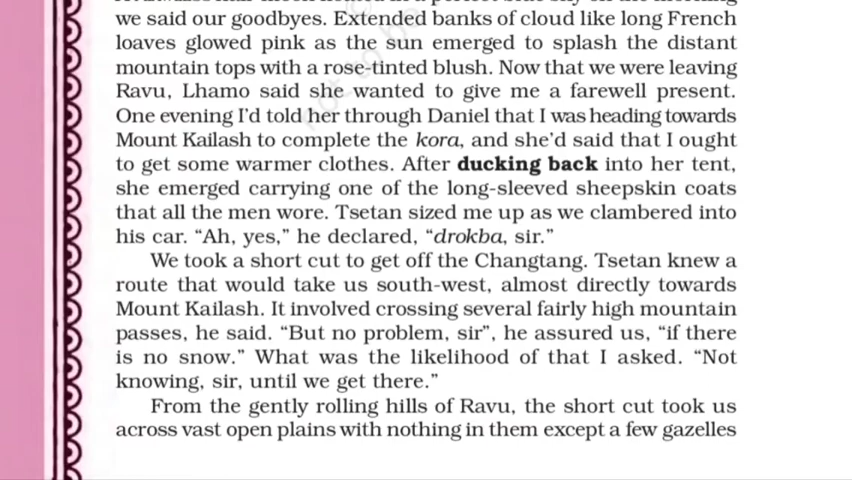 we said our goodbyes. Extended banks of cloud like long French
loaves glowed pink as the sun emerged to splash the distant
mountain tops with a rose-tinted blush. Now that we were leaving
Ravu, Lhamo said she wanted to give me a farewell present.
One evening I’d told her through Daniel that I was heading towards
Mount Kailash to complete the kora, and she’d said that I ought
to get some warmer clothes. After ducking back into her tent,
she emerged carrying one of the long-sleeved sheepskin coats
that all the men wore. Tsetan sized me up as we clambered into
his car. “Ah, yes,” he declared, “drokba, sir.”
We took a short cut to get off the Changtang. Tsetan knew a
route that would take us south-west, almost directly towards
Mount Kailash. It involved crossing several fairly high mountain
passes, he said. “But no problem, sir”, he assured us, “if there
is no snow.” What was the likelihood of that I asked. “Not
knowing, sir, until we get there.”
From the gently rolling hills of Ravu, the short cut took us
across vast open plains with nothing in them except a few gazelles